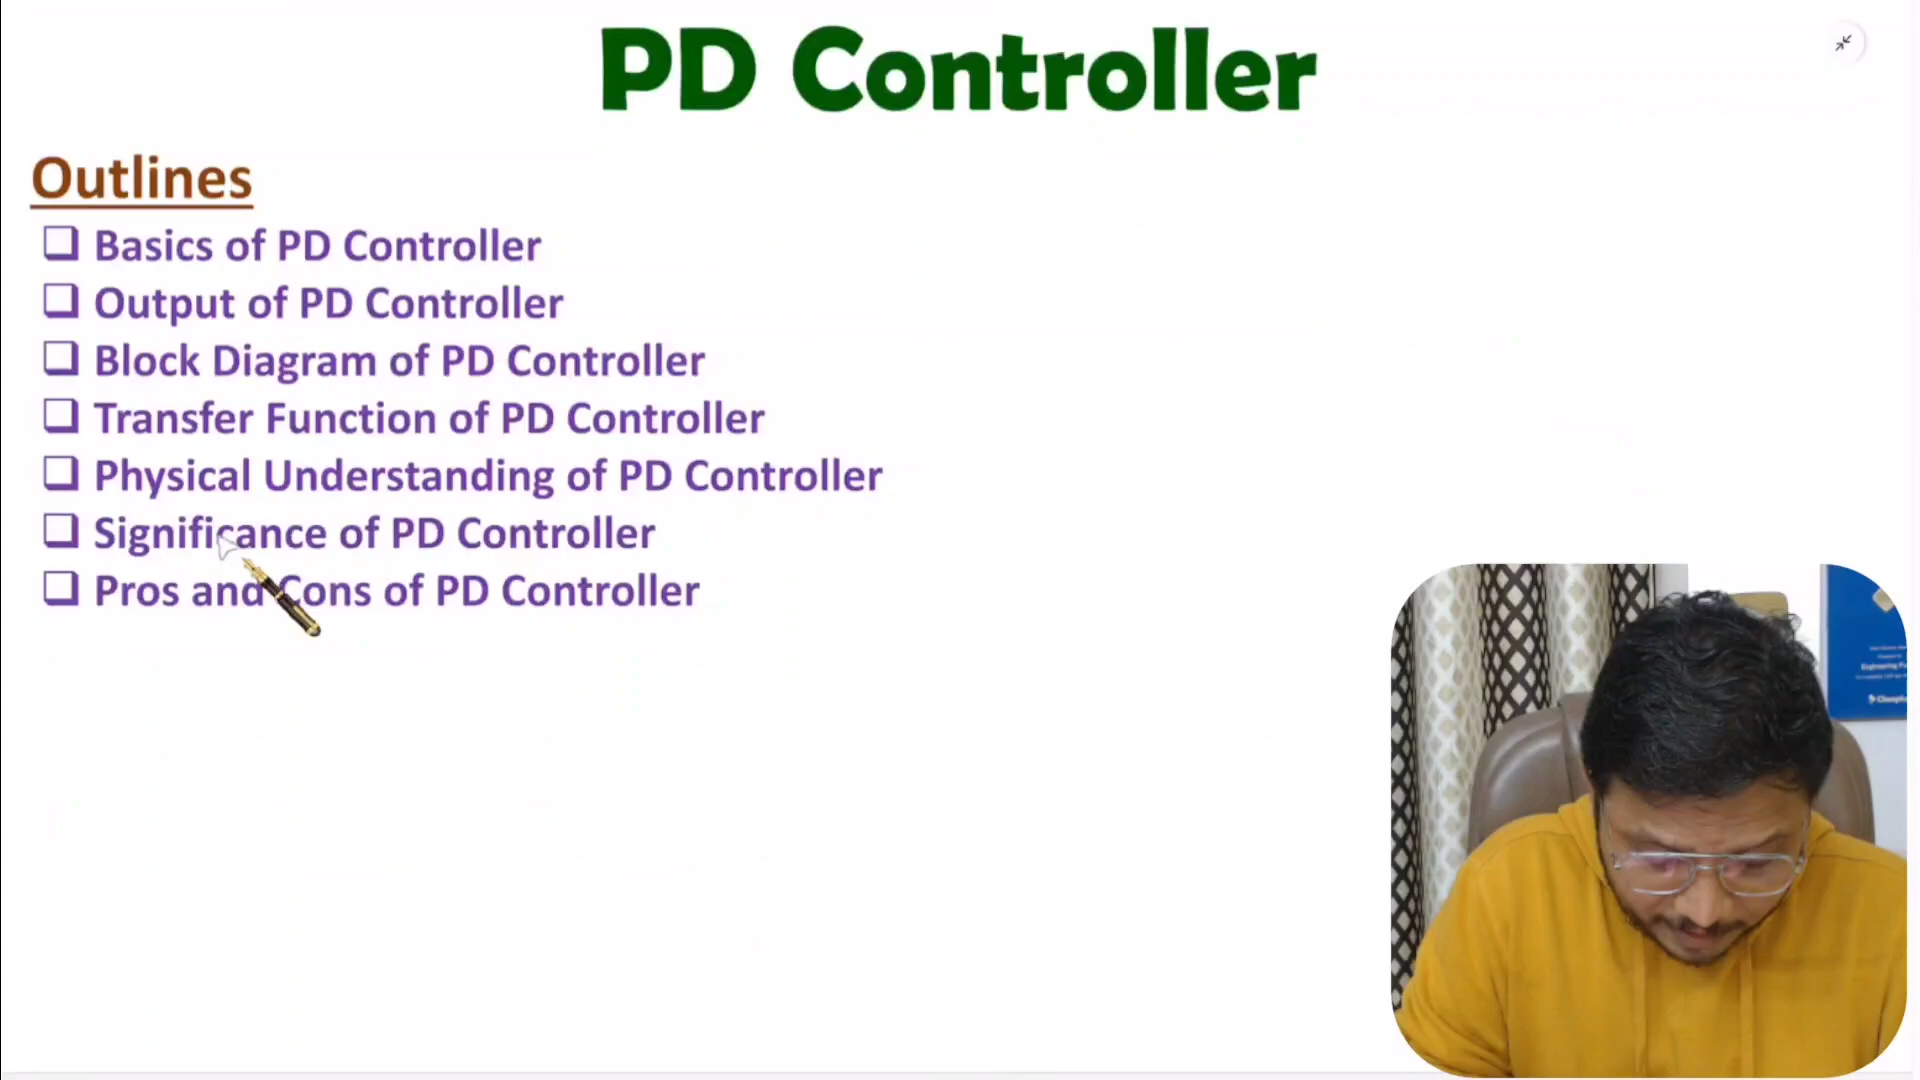 PD Controller
Outlines
Basics of PD Controller
Output of PD Controller
Block Diagram of PD Controller
Transfer Function of PD Controller
Physical Understanding of PD Controller
Significance of PD Controller
Pros and Cons of PD Controller